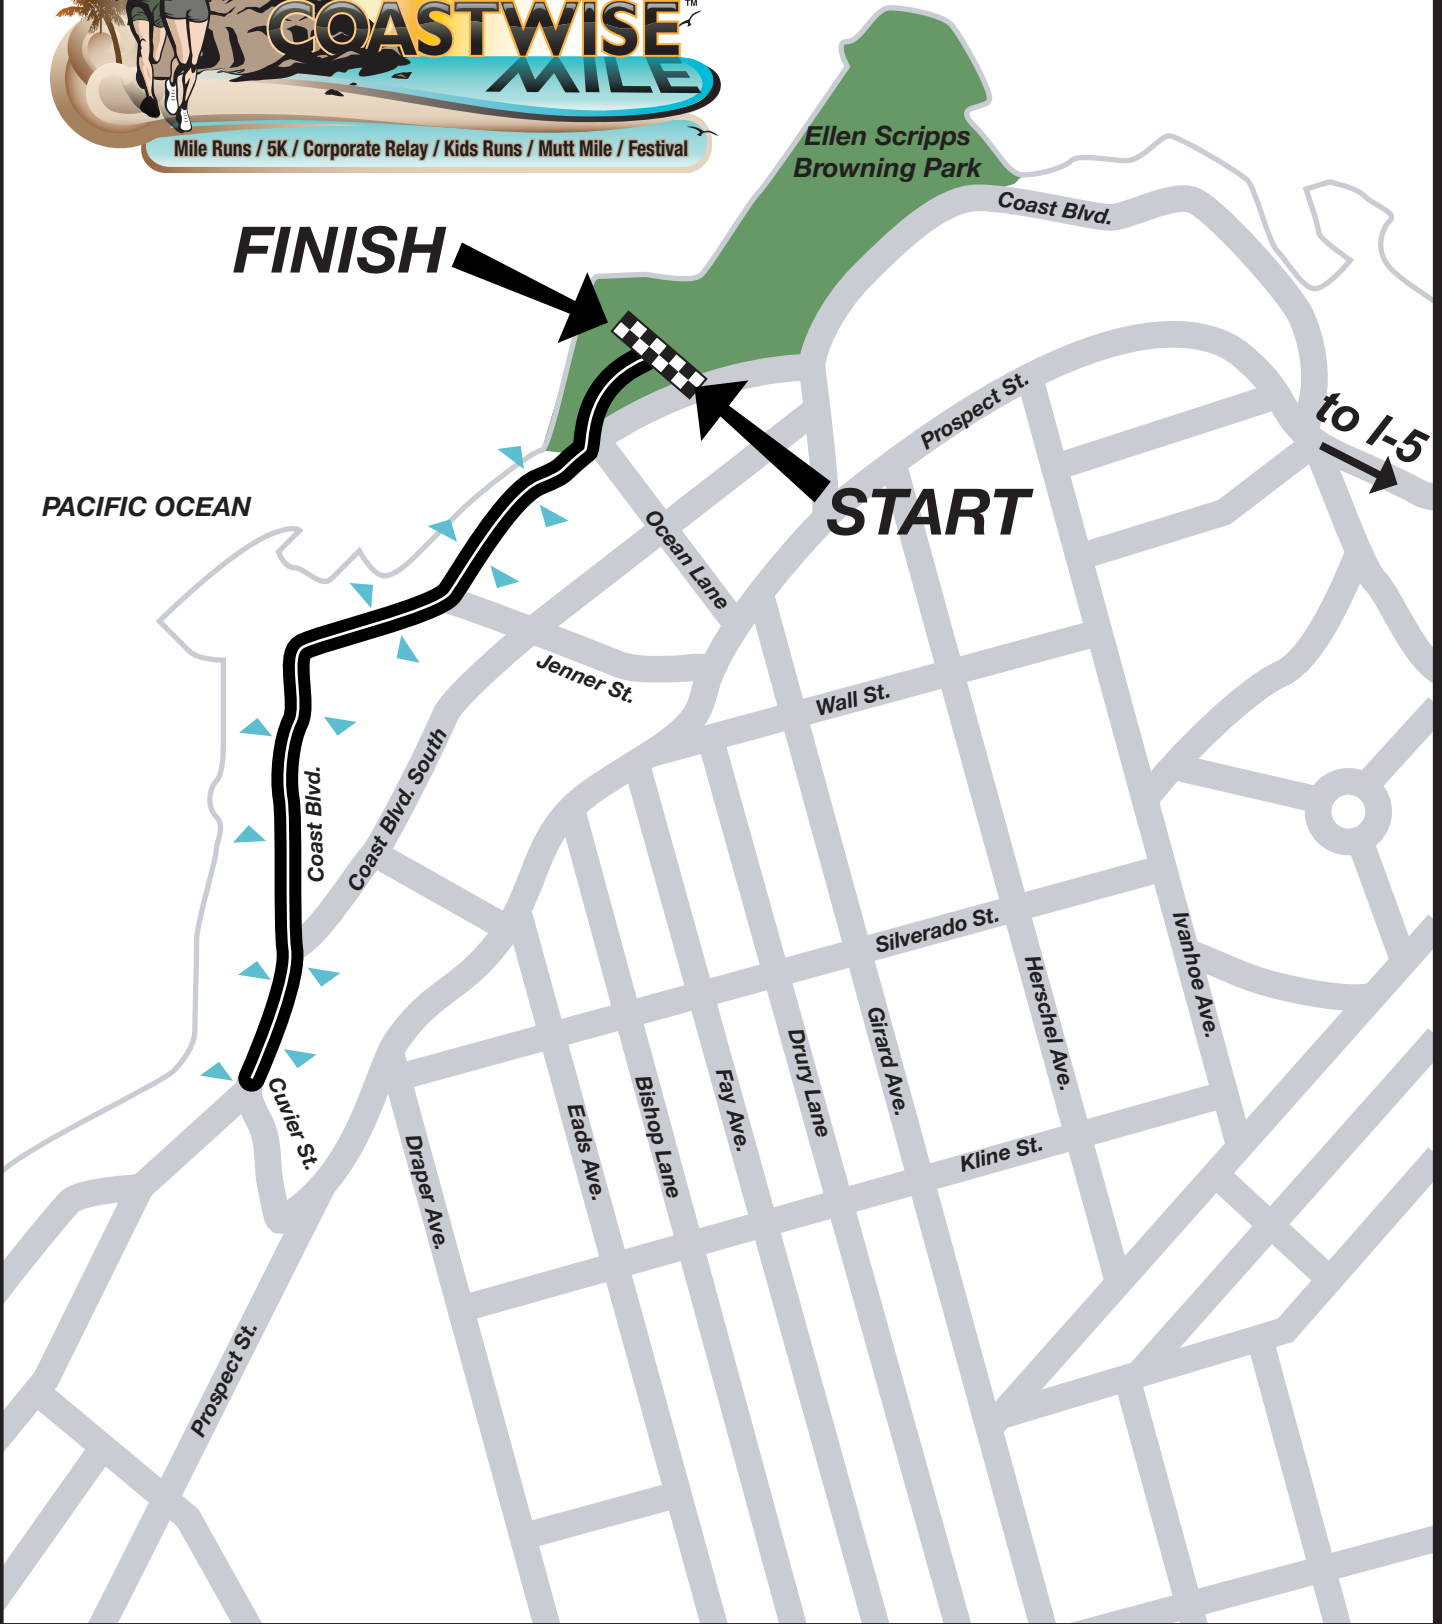 COASTWISE™
MILE
Mile Runs / 5K / Corporate Relay / Kids Runs / Mutt Mile / Festival
Ellen Scripps
Browning Park
Coast Blvd.
FINISH
Prospect St.
to I-5
PACIFIC OCEAN
START
Ocean Lane
Jenner St.
Wall St.
Coast Blvd. South
Coast Blvd.
Silverado St.
Ivanhoe Ave.
Herschel Ave.
Girard Ave.
Drury Lane
Fay Ave.
Bishop Lane
Eads Ave.
Cuvier St.
Draper Ave.
Kline St.
Prospect St.